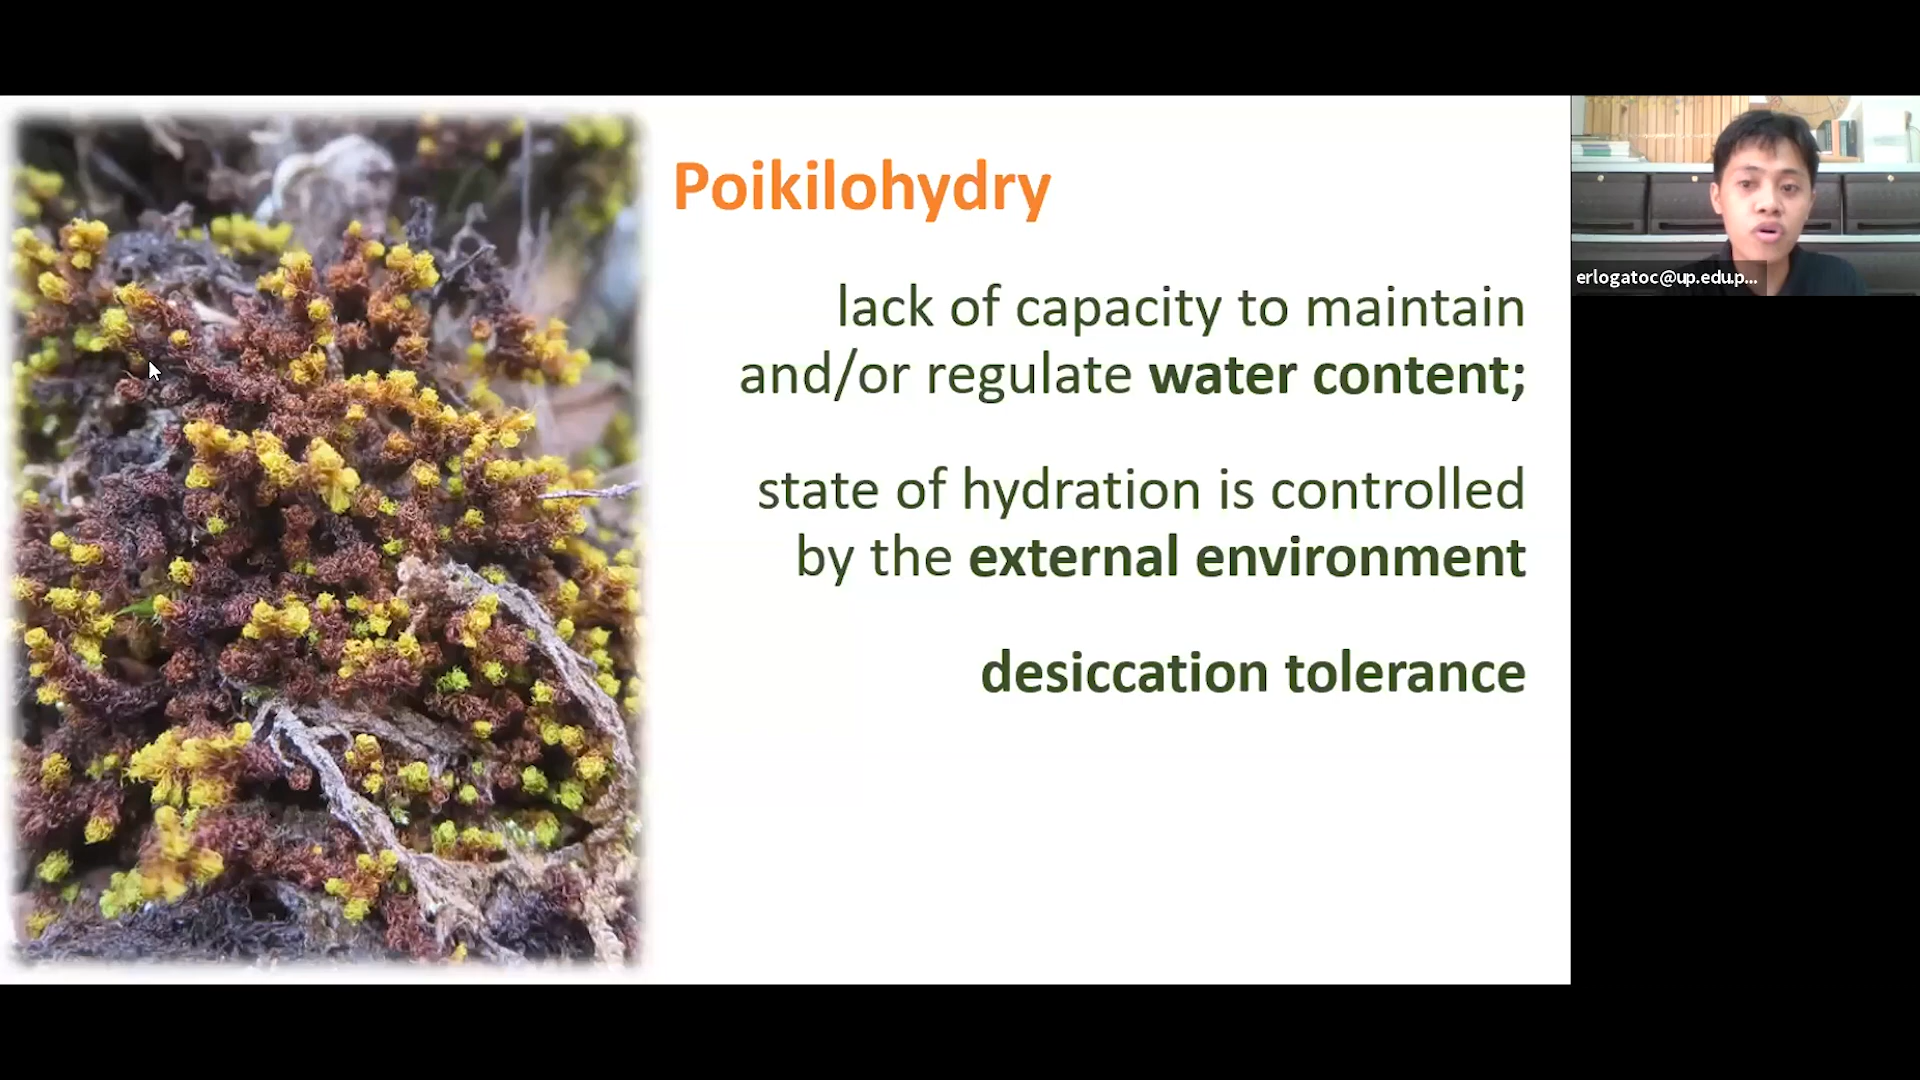 Poikilohydry
lack of capacity to maintain
and/or regulate water content;
state of hydration is controlled
by the external environment
desiccation tolerance
erlogatoc@up.edu.p...